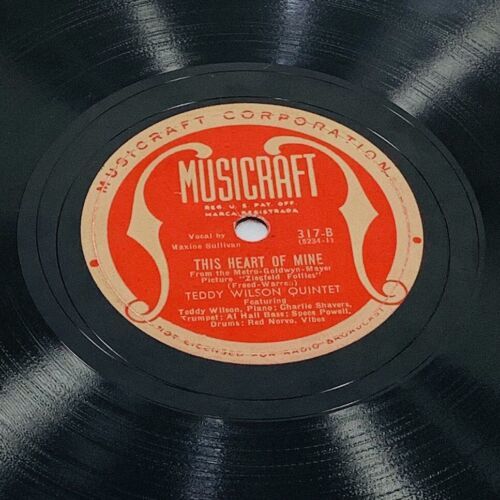 MUSICRAFT CORPORATION
MUSICRAFT
REG. U. S. PAT. OFF.
MARCA REGISTRADA
Vocal by
Maxine Sullivan
317-B
(5234-1)
THIS HEART OF MINE
From the Metro-Goldwyn-Mayer
Picture "Ziegfeld Follies"
(Freed-Warren)
TEDDY WILSON QUINTET
Featuring
Teddy Wilson, Piano: Charlie Shavers,
Trumpet: Al Hall Bass: Specs Powell,
Drums: Red Norvo, Vibes
NOT LICENSED FOR RADIO BROADCAST